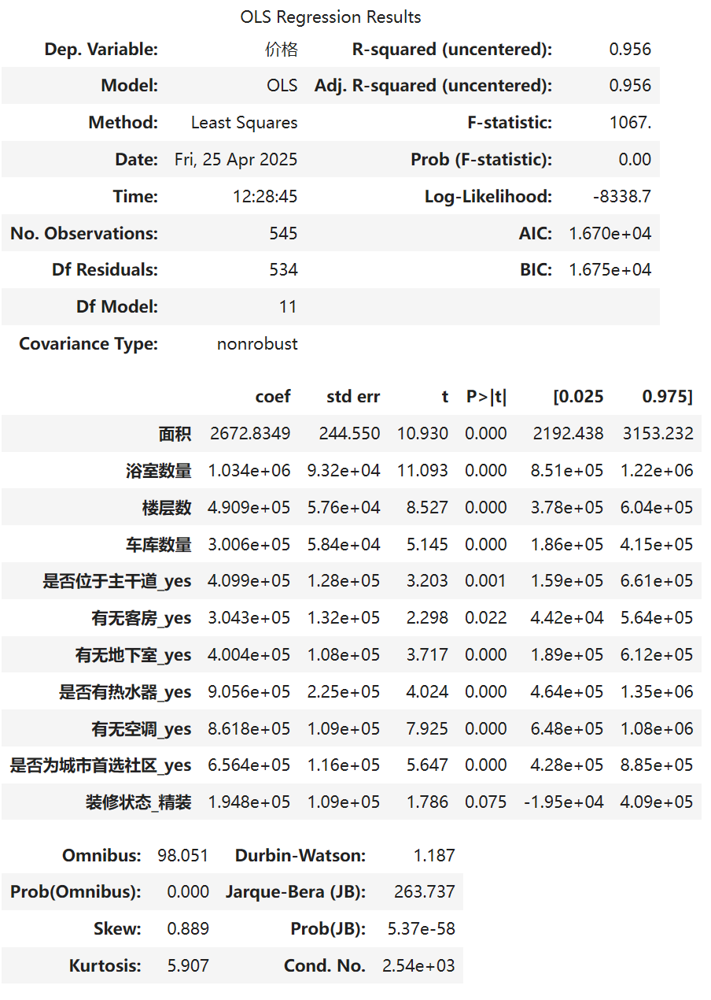 OLS Regression Results
Dep. Variable: 价格 R-squared (uncentered): 0.956
Model: OLS Adj. R-squared (uncentered): 0.956
Method: Least Squares F-statistic: 1067.
Date: Fri, 25 Apr 2025 Prob (F-statistic): 0.00
Time: 12:28:45 Log-Likelihood: -8338.7
No. Observations: 545 AIC: 1.670e+04
Df Residuals: 534 BIC: 1.675e+04
Df Model: 11
Covariance Type: nonrobust
coef std err t P>|t| [0.025 0.975]
面积 2672.8349 244.550 10.930 0.000 2192.438 3153.232
浴室数量 1.034e+06 9.32e+04 11.093 0.000 8.51e+05 1.22e+06
楼层数 4.909e+05 5.76e+04 8.527 0.000 3.78e+05 6.04e+05
车库数量 3.006e+05 5.84e+04 5.145 0.000 1.86e+05 4.15e+05
是否位于主干道_yes 4.099e+05 1.28e+05 3.203 0.001 1.59e+05 6.61e+05
有无客房_yes 3.043e+05 1.32e+05 2.298 0.022 4.42e+04 5.64e+05
有无地下室_yes 4.004e+05 1.08e+05 3.717 0.000 1.89e+05 6.12e+05
是否有热水器_yes 9.056e+05 2.25e+05 4.024 0.000 4.64e+05 1.35e+06
有无空调_yes 8.618e+05 1.09e+05 7.925 0.000 6.48e+05 1.08e+06
是否为城市首选社区_yes 6.564e+05 1.16e+05 5.647 0.000 4.28e+05 8.85e+05
装修状态_精装 1.948e+05 1.09e+05 1.786 0.075 -1.95e+04 4.09e+05
Omnibus: 98.051 Durbin-Watson: 1.187
Prob(Omnibus): 0.000 Jarque-Bera (JB): 263.737
Skew: 0.889 Prob(JB): 5.37e-58
Kurtosis: 5.907 Cond. No. 2.54e+03